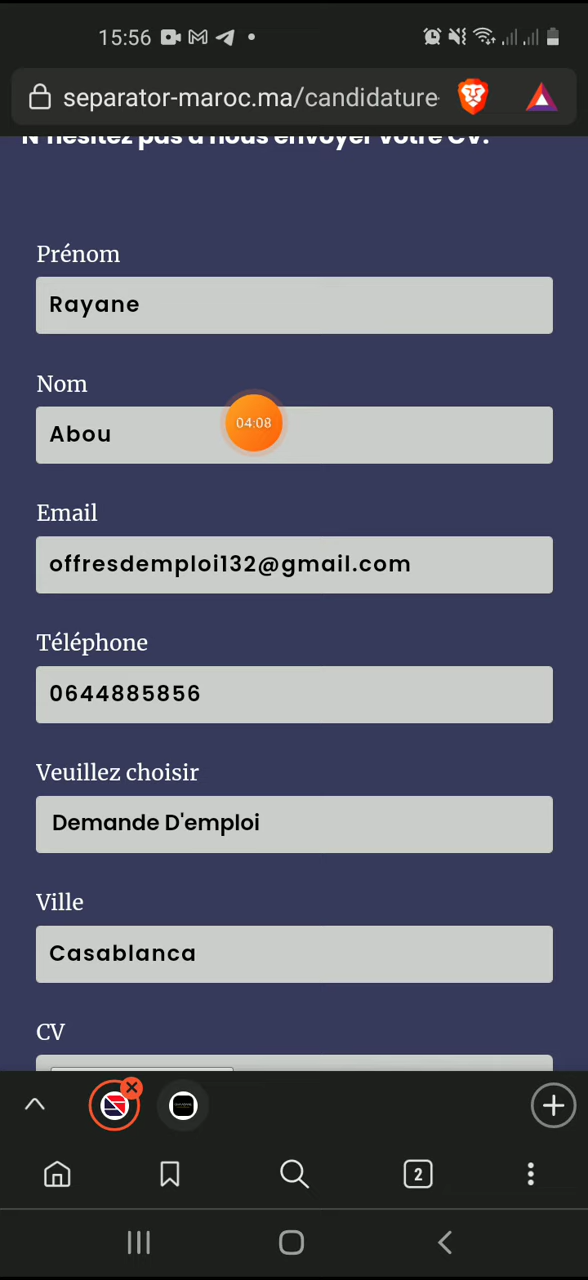 15:56
separator-maroc.ma/candidature-
N'hésitez pas à nous envoyer votre CV.
Prénom
Rayane
Nom
Abou
04:08
Email
offresdemploi132@gmail.com
Téléphone
0644885856
Veuillez choisir
Demande D'emploi
Ville
Casablanca
CV
2